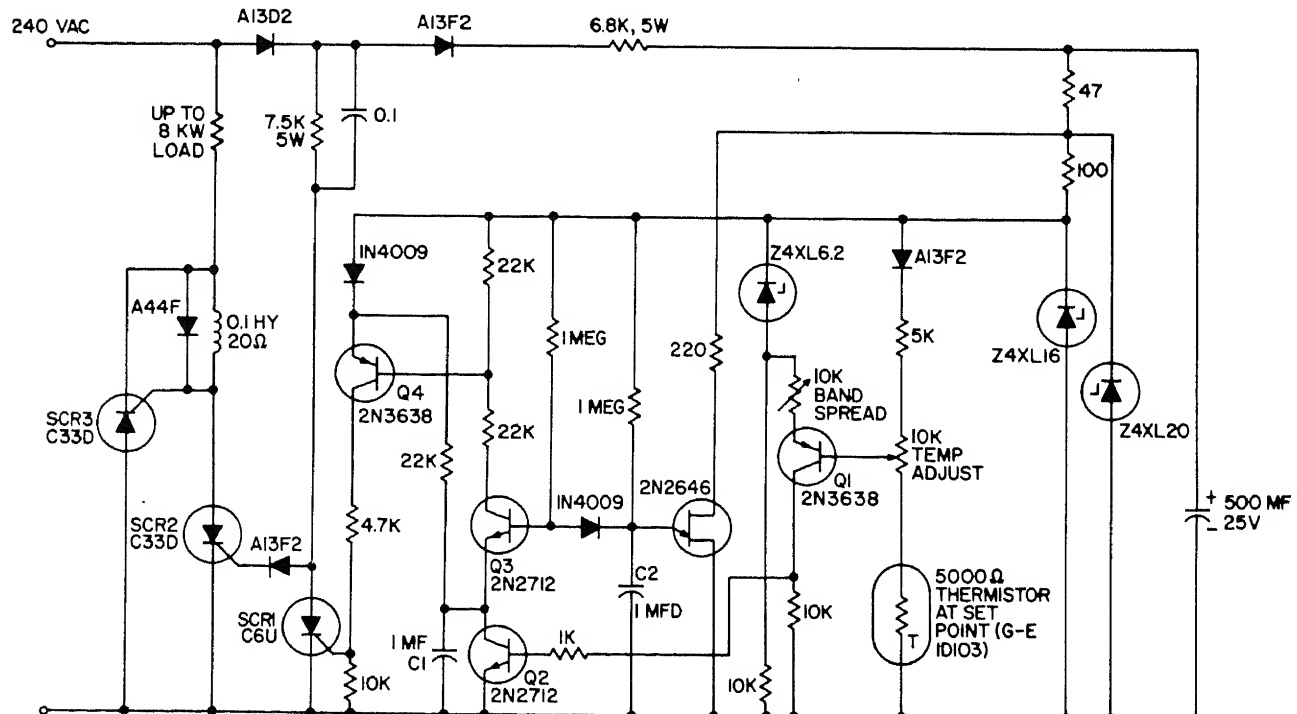 240 VAC
A13D2
A13F2
6.8K, 5W
47
UP TO
8 KW
LOAD
7.5K
5W
0.1
100
1N4009
22K
Z4XL6.2
A13F2
A44F
0.1 HY
20Ω
1 MEG
220
5K
Z4XL16
Q4
2N3638
1 MEG
10K
BAND
SPREAD
Z4XL20
SCR3
C33D
22K
22K
10K
TEMP
ADJUST
Q1
2N3638
1N4009
2N2646
SCR2
C33D
A13F2
4.7K
+ 500 MF
- 25V
Q3
2N2712
C2
1 MFD
5000Ω
THERMISTOR
AT SET
POINT (G-E
1D103)
T
SCR1
C6U
1 MF
C1
1K
10K
10K
Q2
2N2712
10K